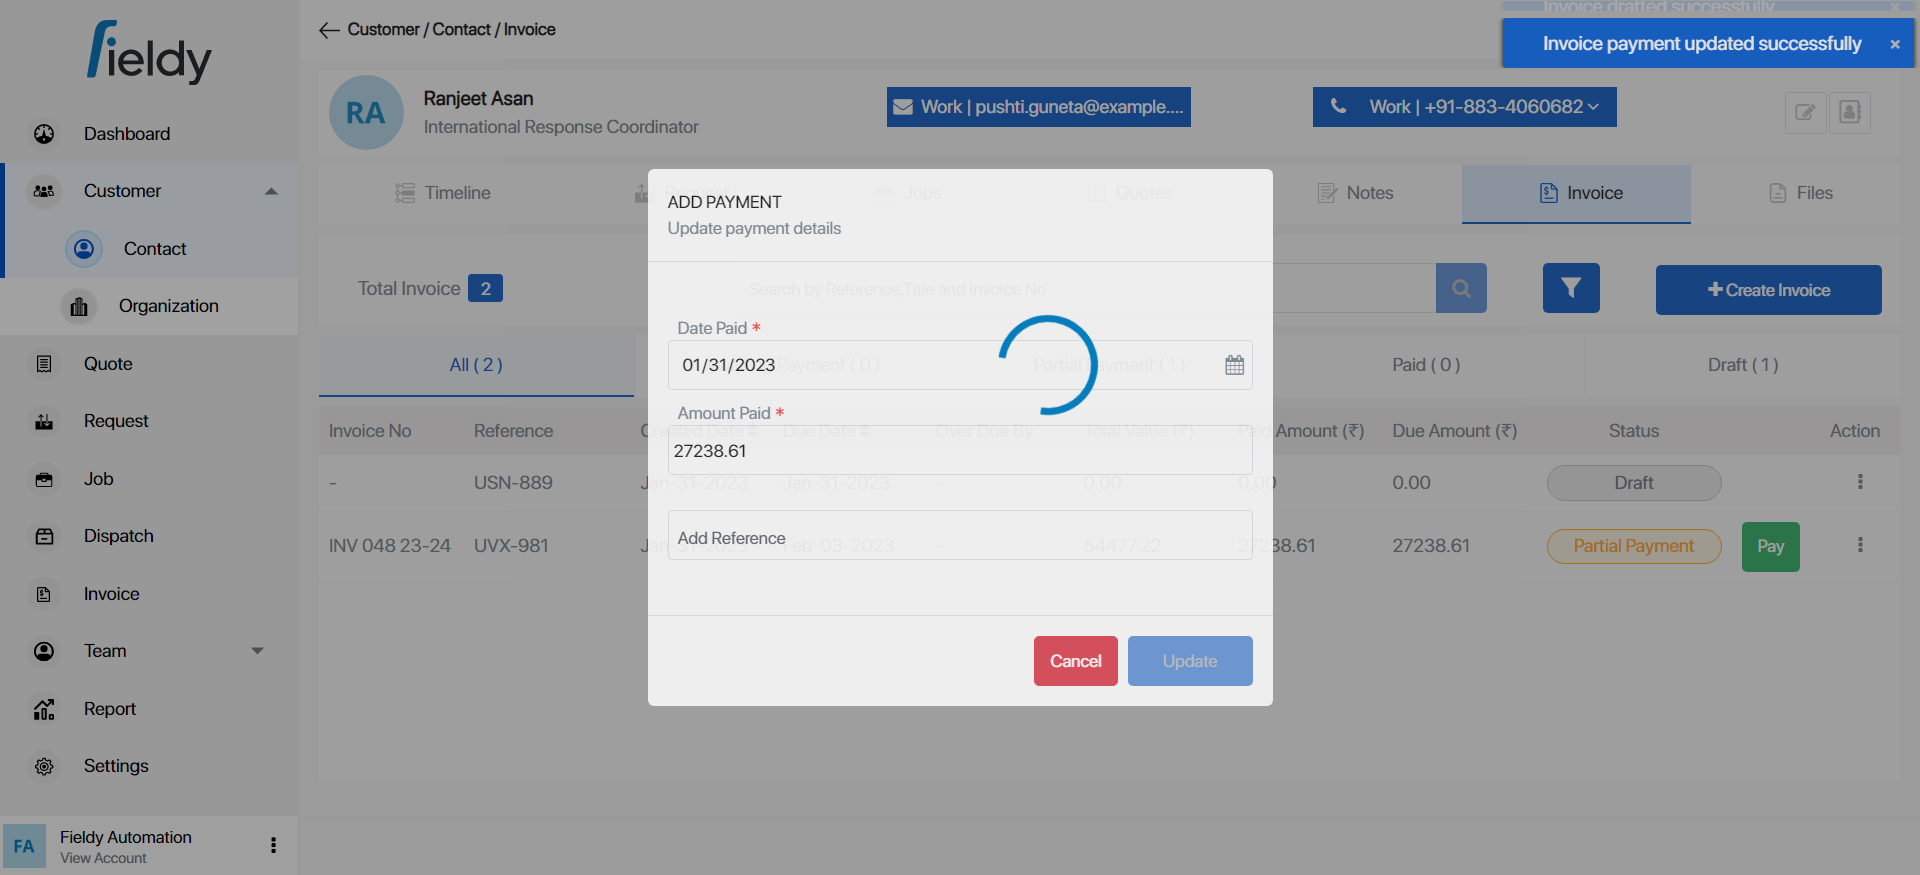 fieldy
Dashboard
Customer
Contact
Organization
Quote
Request
Job
Dispatch
Invoice
Team
Report
Settings
FA
Fieldy Automation
View Account
Customer / Contact / Invoice
Invoice drafted successfully ×
Invoice payment updated successfully ×
RA
Ranjeet Asan
International Response Coordinator
Work | pushti.guneta@example....
Work | +91-883-4060682
Timeline
Request
Jobs
Quotes
Notes
Invoice
Files
Total Invoice 2
Search by Reference,Title and Invoice No
Create Invoice
All ( 2 )
Payment ( 0 )
Partial Payment ( 1 )
Paid ( 0 )
Draft ( 1 )
Invoice No Reference Created Date Due Date Over Due By Total Value (₹) Paid Amount (₹) Due Amount (₹) Status Action
- USN-889 Jan-31-2023 Jan-31-2023 - 0.00 0.00 0.00 Draft
INV 048 23-24 UVX-981 Jan-31-2023 Feb-03-2023 - 54477.22 27238.61 27238.61 Partial Payment Pay
ADD PAYMENT
Update payment details
Date Paid *
01/31/2023
Amount Paid *
27238.61
Add Reference
Cancel
Update